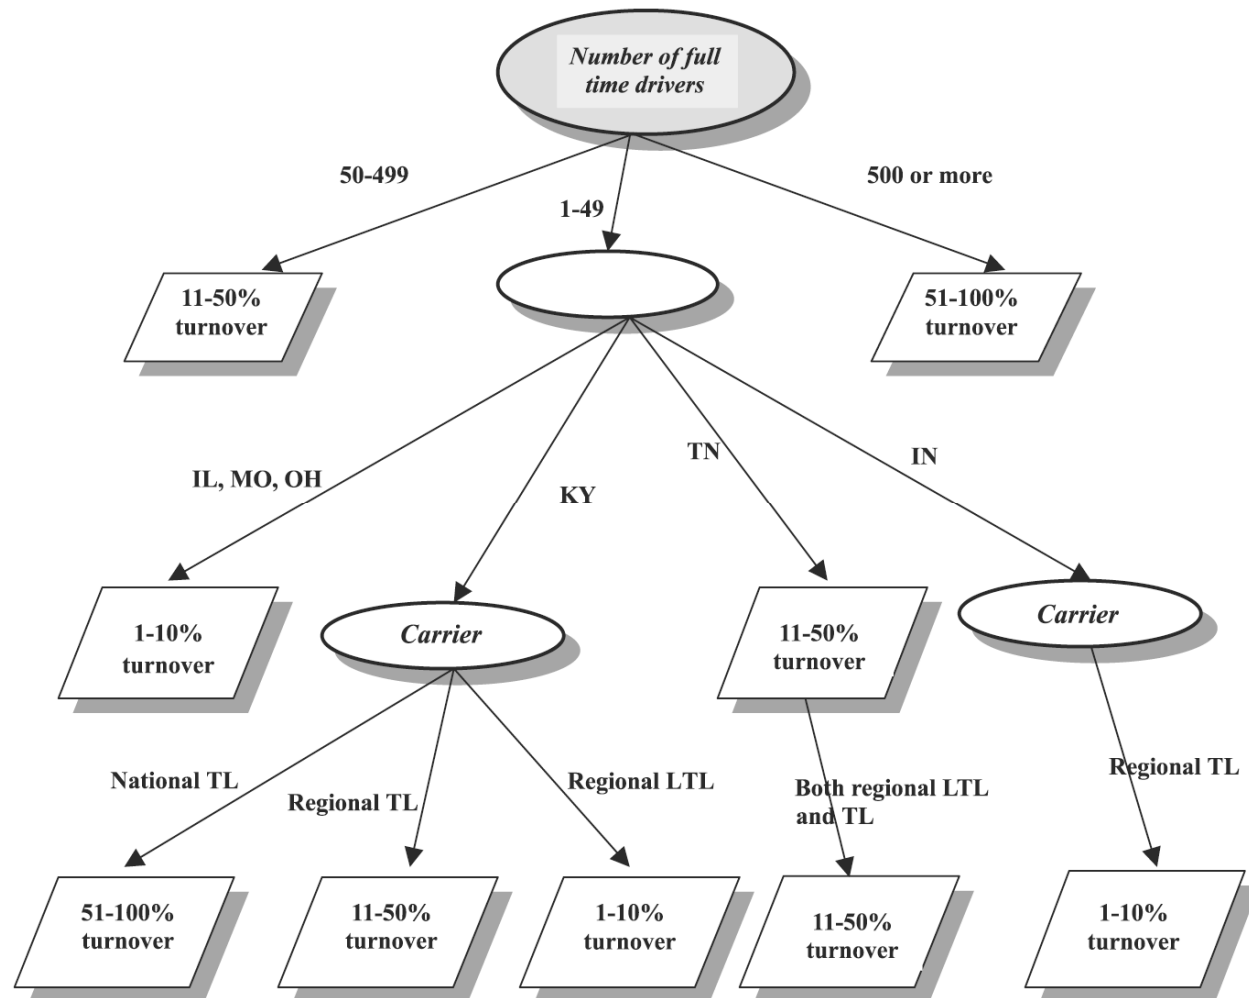 Number of full
time drivers
50-499
1-49
500 or more
11-50%
turnover
51-100%
turnover
IL, MO, OH
KY
TN
IN
1-10%
turnover
Carrier
11-50%
turnover
Carrier
National TL
Regional TL
Regional LTL
Both regional LTL
and TL
Regional TL
51-100%
turnover
11-50%
turnover
1-10%
turnover
11-50%
turnover
1-10%
turnover